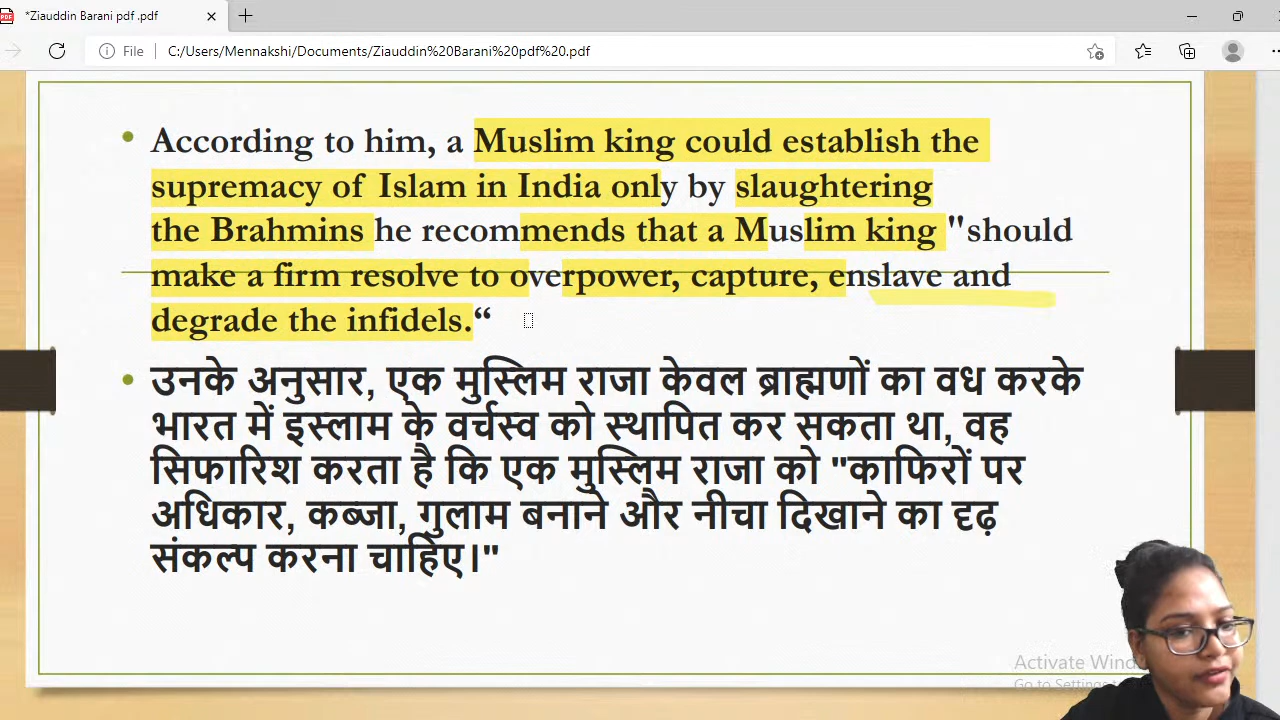 *Ziauddin Barani pdf .pdf
File C:/Users/Mennakshi/Documents/Ziauddin%20Barani%20pdf%20.pdf
According to him, a Muslim king could establish the
supremacy of Islam in India only by slaughtering
the Brahmins he recommends that a Muslim king "should
make a firm resolve to overpower, capture, enslave and
degrade the infidels.“
उनके अनुसार, एक मुस्लिम राजा केवल ब्राह्मणों का वध करके
भारत में इस्लाम के वर्चस्व को स्थापित कर सकता था, वह
सिफारिश करता है कि एक मुस्लिम राजा को "काफिरों पर
अधिकार, कब्जा, गुलाम बनाने और नीचा दिखाने का दृढ़
संकल्प करना चाहिए।"
Activate
Go to